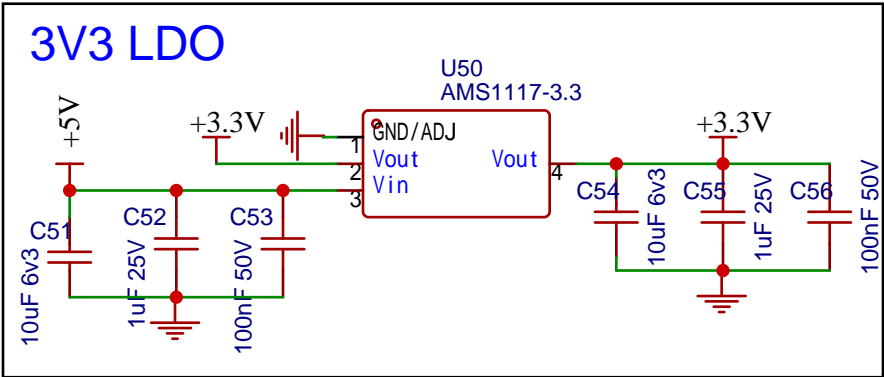 3V3 LDO
U50
AMS1117-3.3
+5V
+3.3V
+3.3V
GND/ADJ
1
Vout
Vout
2
4
Vin
3
C51
10uF 6v3
C52
1uF 25V
C53
100nF 50V
C54
10uF 6v3
C55
1uF 25V
C56
100nF 50V